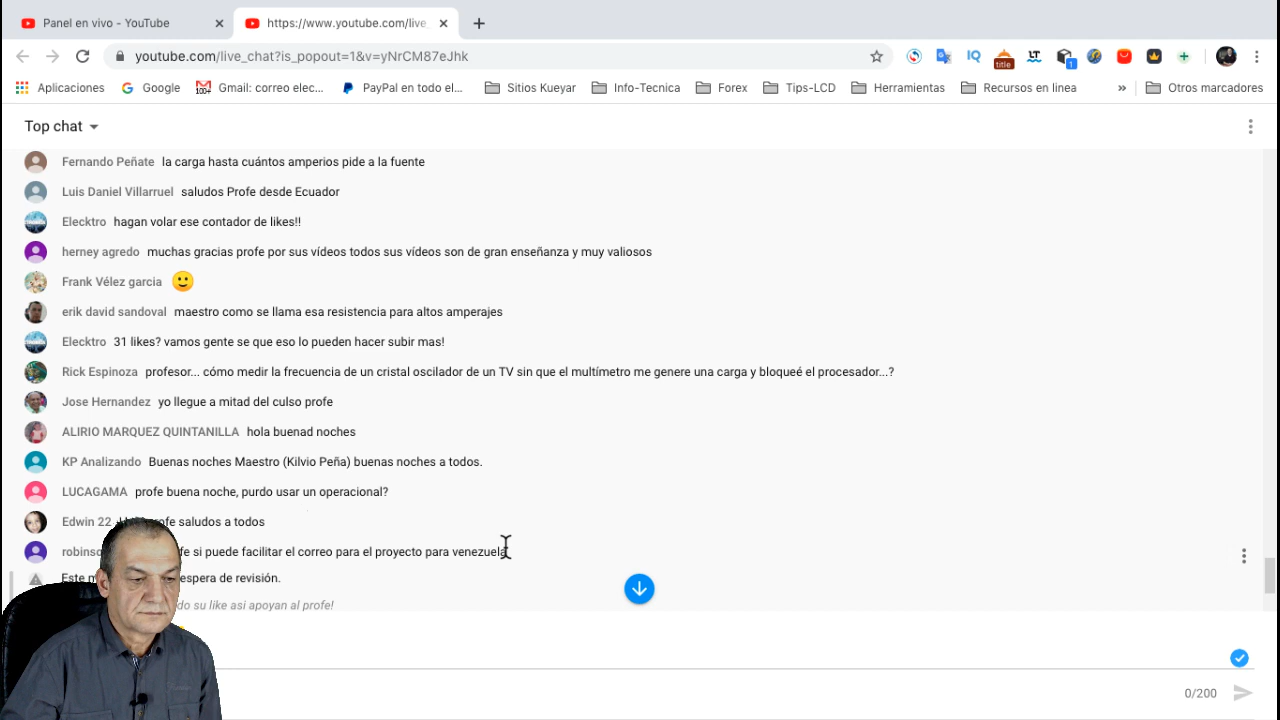 Panel en vivo - YouTube
https://www.youtube.com/live_
youtube.com/live_chat?is_popout=1&v=yNrCM87eJhk
IQ
title
LT
1
Aplicaciones
Google
100+
Gmail: correo elec...
PayPal en todo el...
Sitios Kueyar
Info-Tecnica
Forex
Tips-LCD
Herramientas
Recursos en linea
»
Otros marcadores
Top chat
Fernando Peñate la carga hasta cuántos amperios pide a la fuente
Luis Daniel Villarruel saludos Profe desde Ecuador
Elecktro hagan volar ese contador de likes!!
herney agredo muchas gracias profe por sus vídeos todos sus vídeos son de gran enseñanza y muy valiosos
Frank Vélez garcia
erik david sandoval maestro como se llama esa resistencia para altos amperajes
Elecktro 31 likes? vamos gente se que eso lo pueden hacer subir mas!
Rick Espinoza profesor... cómo medir la frecuencia de un cristal oscilador de un TV sin que el multímetro me genere una carga y bloqueé el procesador...?
Jose Hernandez yo llegue a mitad del culso profe
ALIRIO MARQUEZ QUINTANILLA hola buenad noches
KP Analizando Buenas noches Maestro (Kilvio Peña) buenas noches a todos.
LUCAGAMA profe buena noche, purdo usar un operacional?
Edwin 22 saludos a todos
si puede facilitar el correo para el proyecto para venezuela
Este espera de revisión.
su like asi apoyan al profe!
0/200